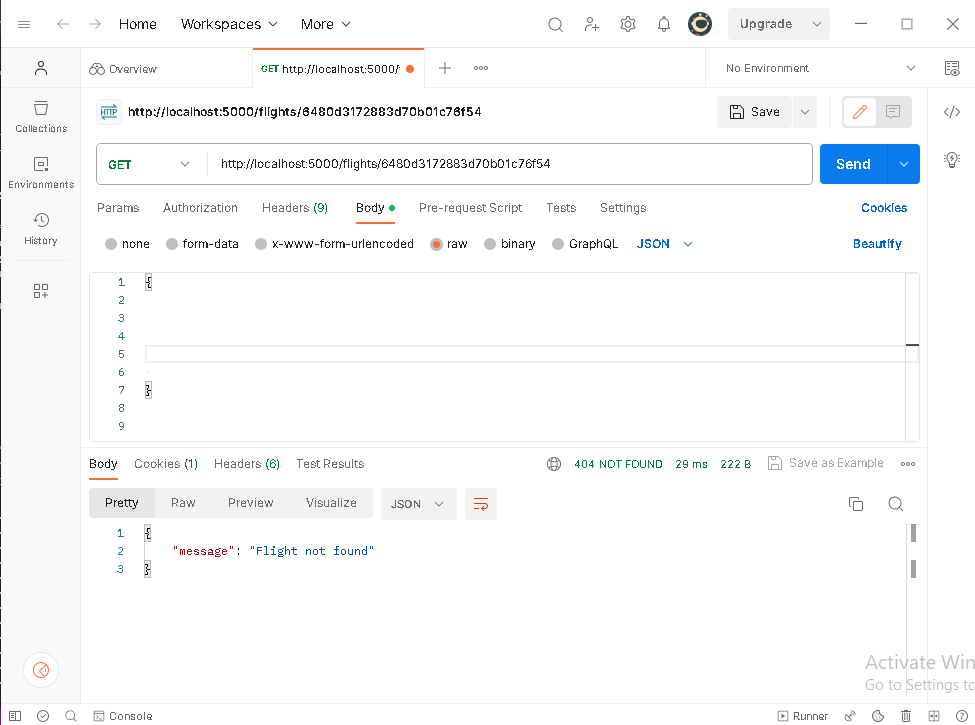 Home Workspaces More Upgrade
Overview GET http://localhost:5000/ No Environment
HTTP http://localhost:5000/flights/6480d3172883d70b01c76f54 Save
Collections
GET http://localhost:5000/flights/6480d3172883d70b01c76f54 Send
Environments
Params Authorization Headers (9) Body Pre-request Script Tests Settings Cookies
History
none form-data x-www-form-urlencoded raw binary GraphQL JSON Beautify
1 {
2
3
4
5
6
7 }
8
9
Body Cookies (1) Headers (6) Test Results 404 NOT FOUND 29 ms 222 B Save as Example
Pretty Raw Preview Visualize JSON
1 {
2 "message": "Flight not found"
3 }
Activate Win
Go to Settings to
Console Runner